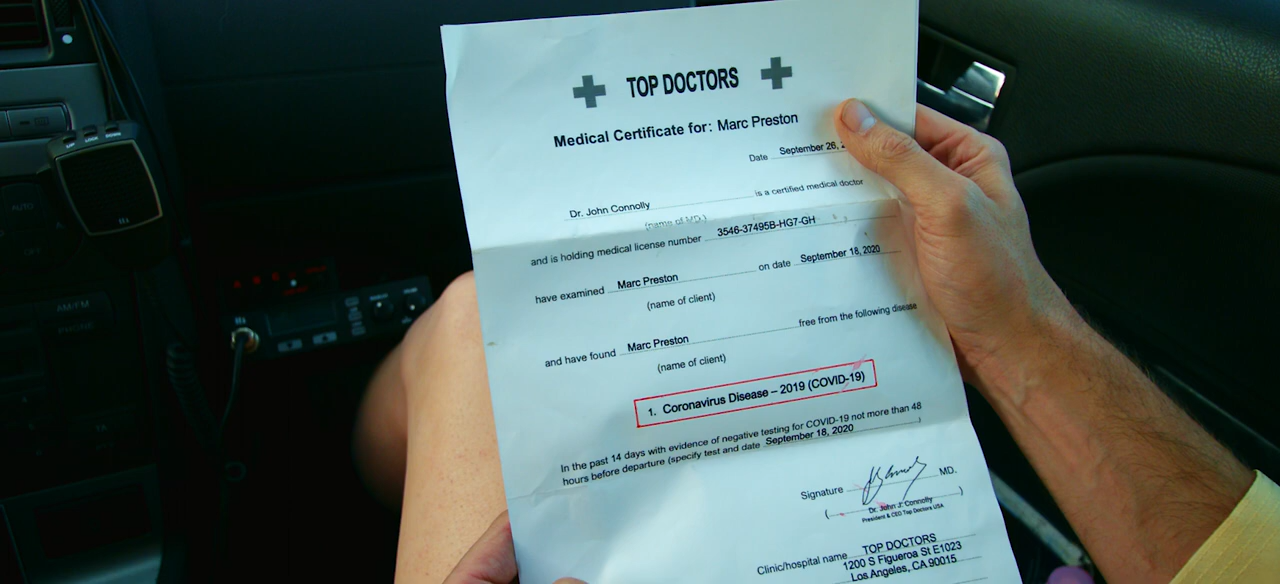 TOP DOCTORS
Medical Certificate for: Marc Preston
Date September 26,
Dr. John Connolly is a certified medical doctor
(name of MD.)
and is holding medical license number 3546-37495B-HG7-GH
have examined Marc Preston on date September 18, 2020
(name of client)
and have found Marc Preston free from the following disease
(name of client)
1. Coronavirus Disease – 2019 (COVID-19)
In the past 14 days with evidence of negative testing for COVID-19 not more than 48
hours before departure (specify test and date September 18, 2020 )
Signature MD.
( Dr. John J. Connolly )
President & CEO Top Doctors USA
Clinic/hospital name TOP DOCTORS
1200 S Figueroa St E1023
Los Angeles, CA 90015
AUTO
AM/FM